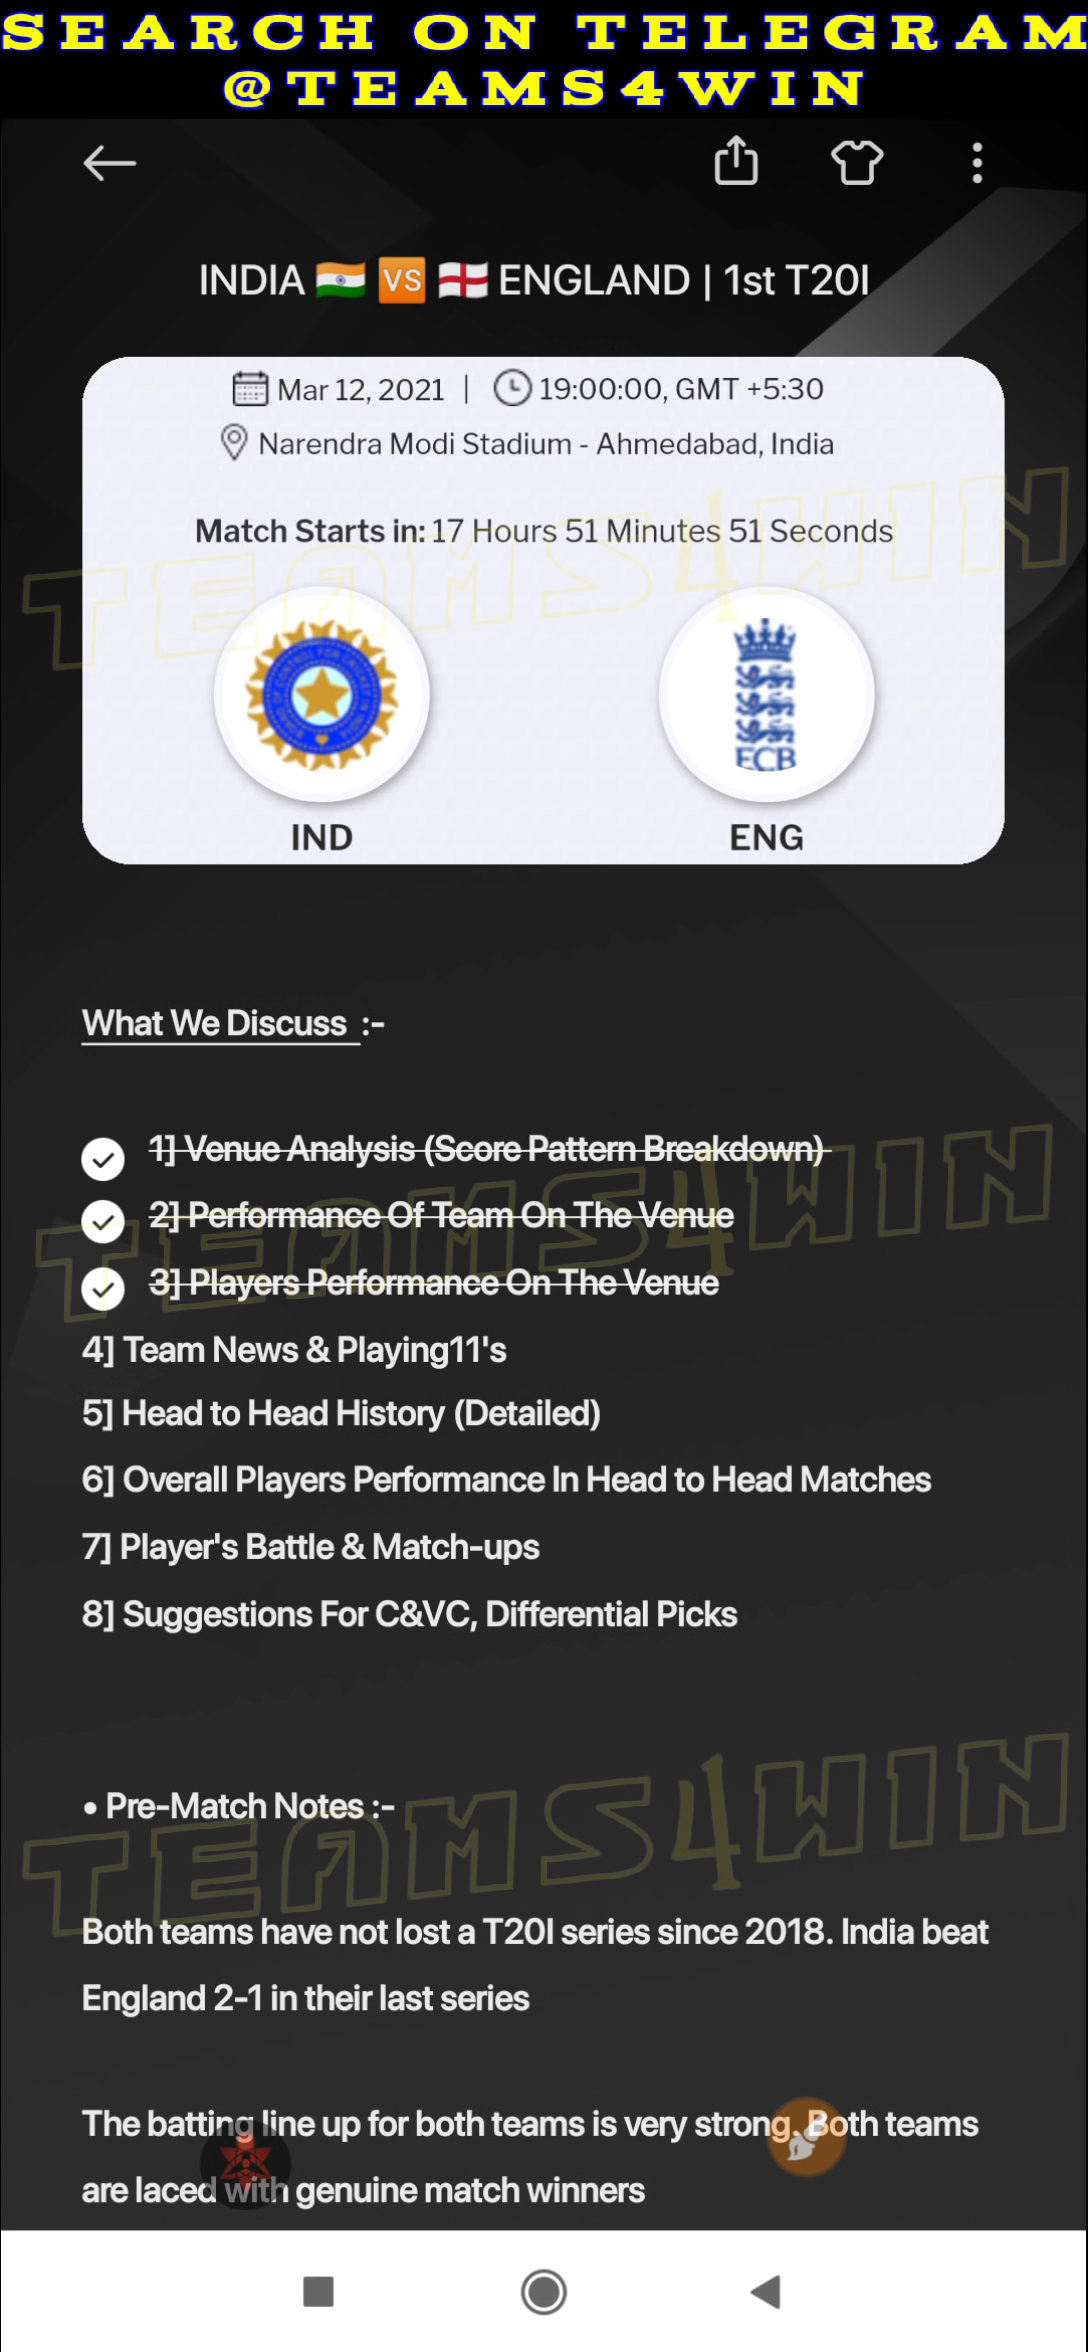 SEARCH ON TELEGRAM
@TEAMS4WIN
INDIA 🇮🇳 🆚 🏴󠁧󠁢󠁥󠁮󠁧󠁿 ENGLAND | 1st T20I
Mar 12, 2021 | 19:00:00, GMT +5:30
Narendra Modi Stadium - Ahmedabad, India
Match Starts in: 17 Hours 51 Minutes 51 Seconds
TEAMS4WIN
ECB
IND ENG
What We Discuss :-
1] Venue Analysis (Score Pattern Breakdown)
2] Performance Of Team On The Venue
TEAMS4WIN
3] Players Performance On The Venue
4] Team News & Playing11's
5] Head to Head History (Detailed)
6] Overall Players Performance In Head to Head Matches
7] Player's Battle & Match-ups
8] Suggestions For C&VC, Differential Picks
• Pre-Match Notes :-
TEAMS4WIN
Both teams have not lost a T20I series since 2018. India beat
England 2-1 in their last series
The batting line up for both teams is very strong. Both teams
are laced with genuine match winners